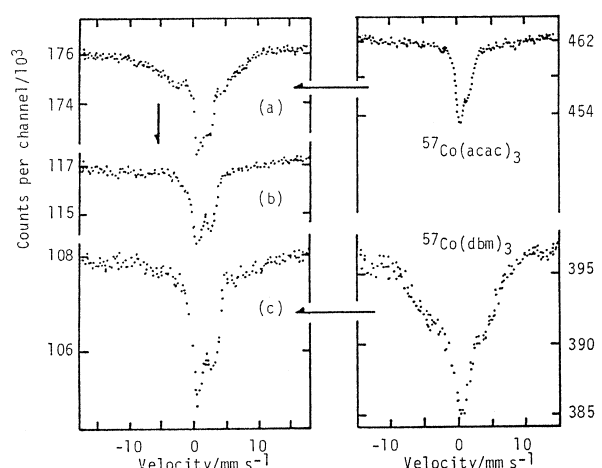 Counts per channel/10³
176
174
(a)
117
115
(b)
108
106
(c)
-10
0
10
Velocity/mm s⁻¹
462
454
⁵⁷Co(acac)₃
⁵⁷Co(dbm)₃
395
390
385
-10
0
10
Velocity/mm s⁻¹